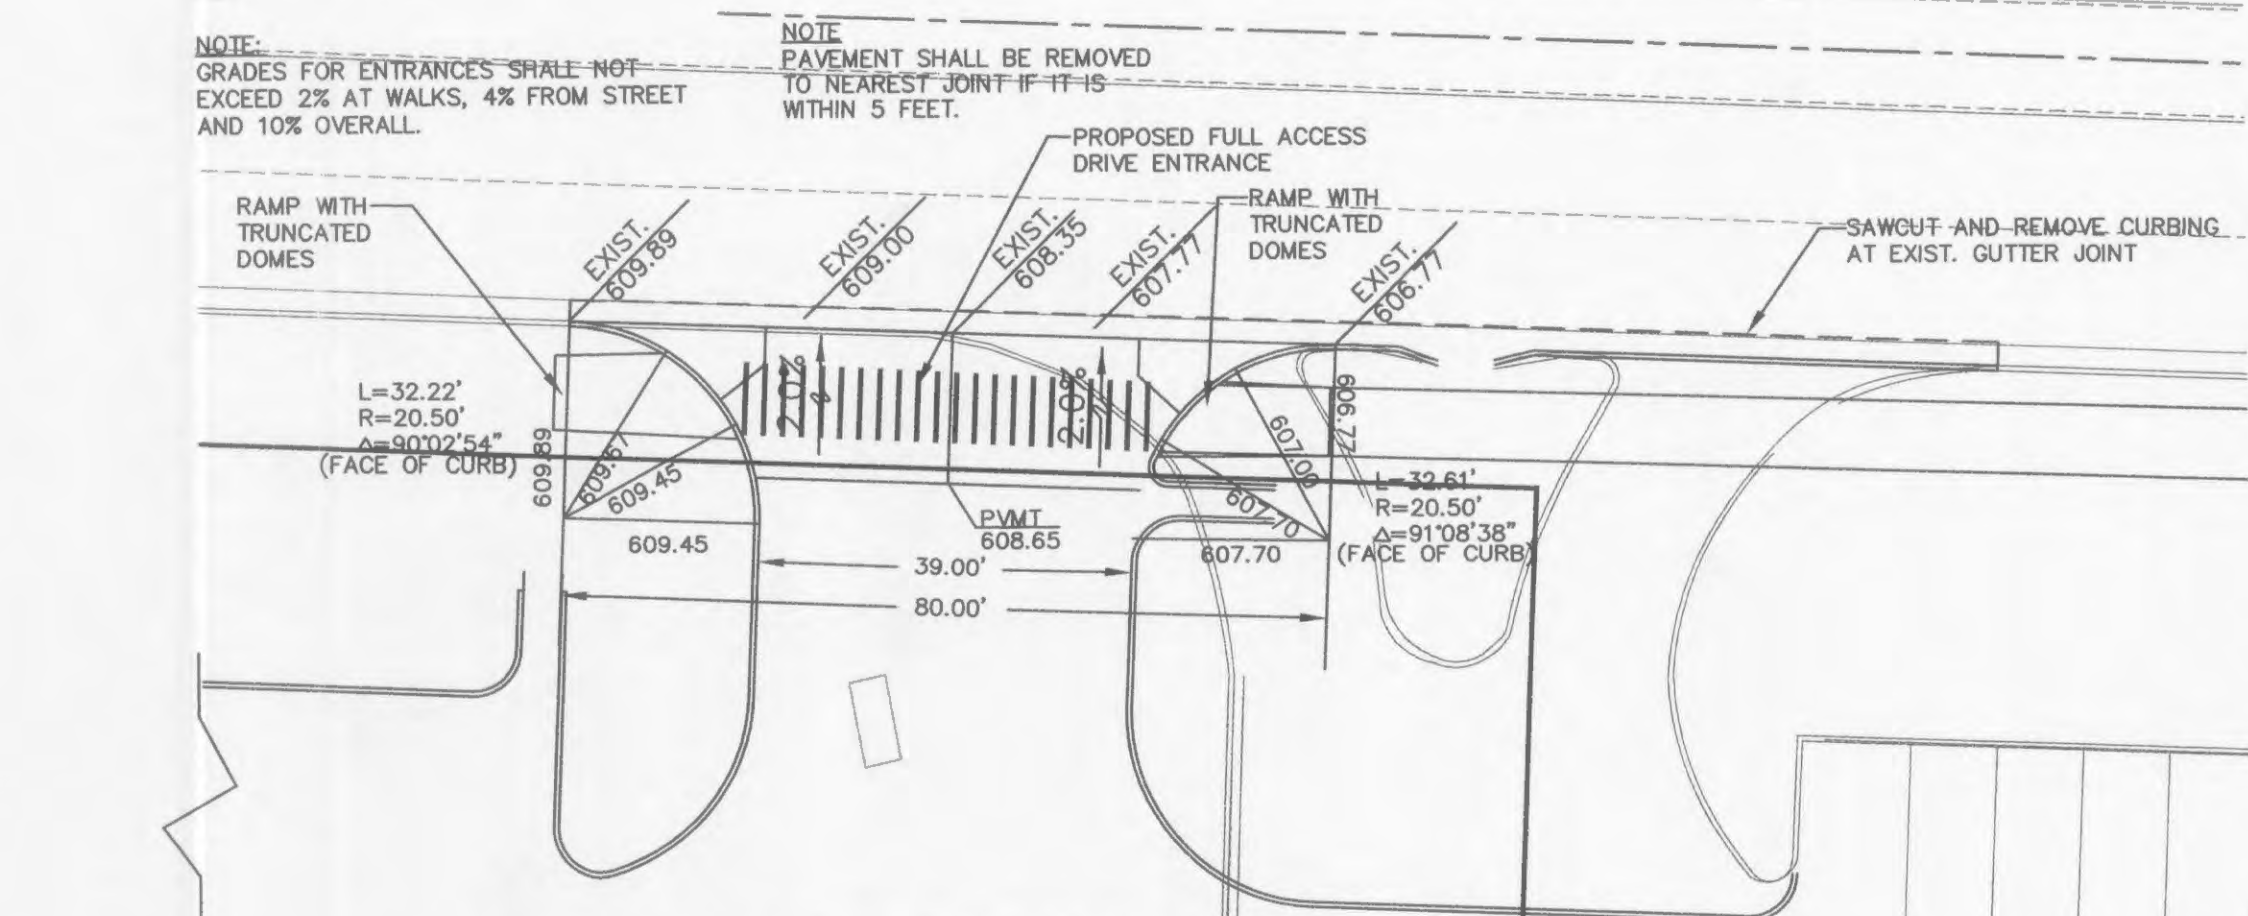 NOTE:
GRADES FOR ENTRANCES SHALL NOT
EXCEED 2% AT WALKS, 4% FROM STREET
AND 10% OVERALL.
NOTE
PAVEMENT SHALL BE REMOVED
TO NEAREST JOINT IF IT IS
WITHIN 5 FEET.
PROPOSED FULL ACCESS
DRIVE ENTRANCE
RAMP WITH
TRUNCATED
DOMES
EXIST.
609.89
EXIST.
609.00
EXIST.
608.35
EXIST.
607.77
RAMP WITH
TRUNCATED
DOMES
EXIST.
606.77
SAWCUT AND REMOVE CURBING
AT EXIST. GUTTER JOINT
L=32.22'
R=20.50'
Δ=90°02'54"
(FACE OF CURB)
609.89
609.67
609.45
609.45
2.0%
2.0%
PVMT
608.65
39.00'
80.00'
606.77
607.09
607.70
607.70
L=32.61'
R=20.50'
Δ=91°08'38"
(FACE OF CURB)